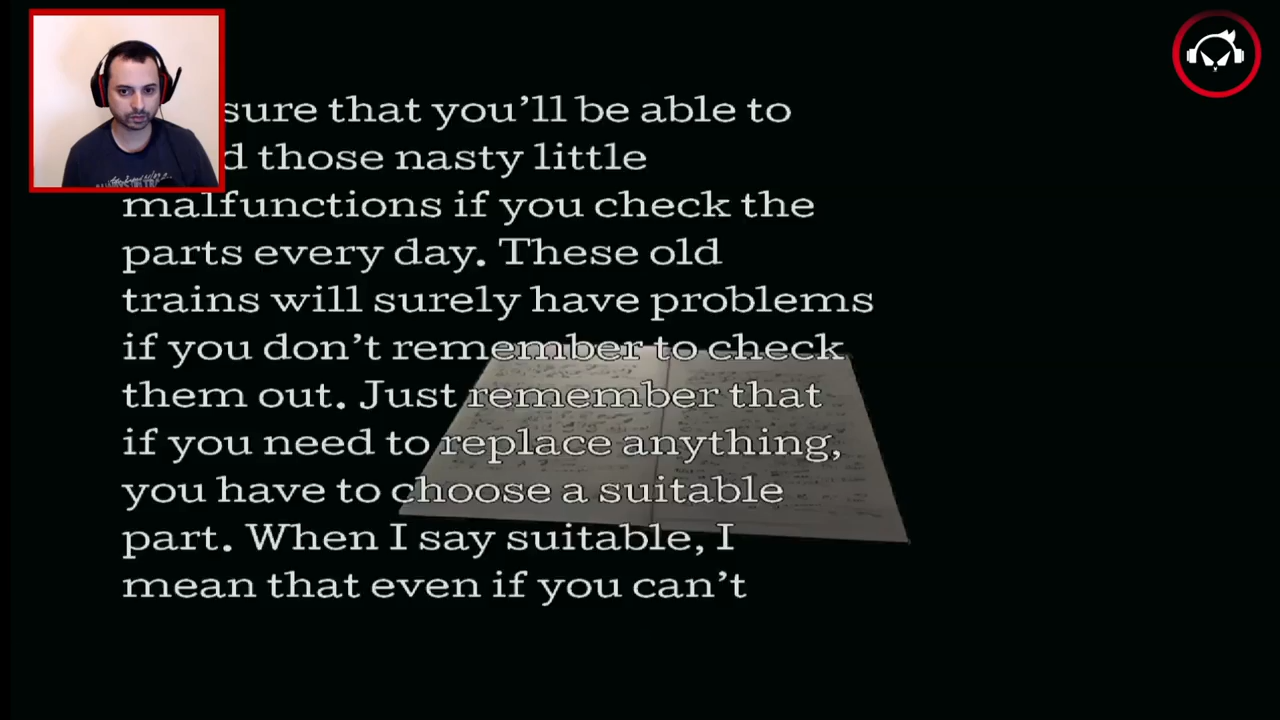 sure that you'll be able to
those nasty little
malfunctions if you check the
parts every day. These old
trains will surely have problems
if you don't remember to check
them out. Just remember that
if you need to replace anything,
you have to choose a suitable
part. When I say suitable, I
mean that even if you can't